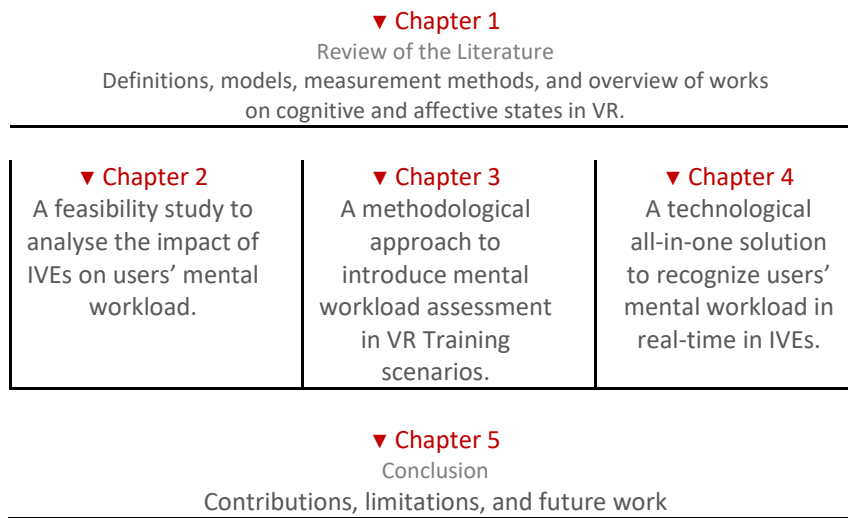 ▼ Chapter 1
Review of the Literature
Definitions, models, measurement methods, and overview of works
on cognitive and affective states in VR.
▼ Chapter 2
A feasibility study to
analyse the impact of
IVEs on users’ mental
workload.
▼ Chapter 3
A methodological
approach to
introduce mental
workload assessment
in VR Training
scenarios.
▼ Chapter 4
A technological
all-in-one solution
to recognize users’
mental workload in
real-time in IVEs.
▼ Chapter 5
Conclusion
Contributions, limitations, and future work